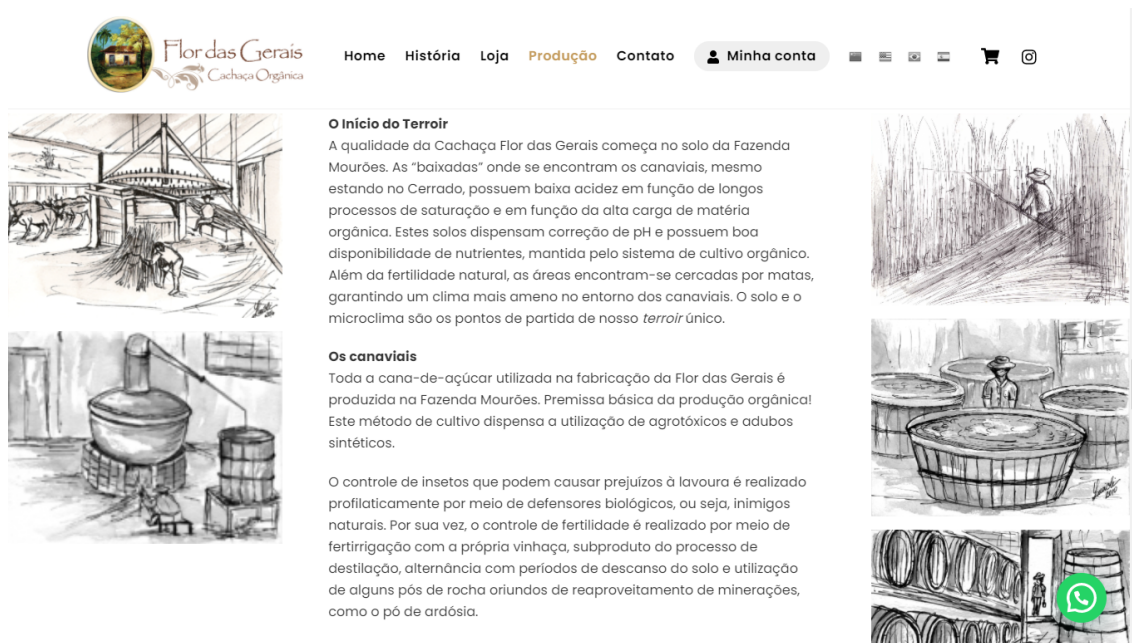 Flor das Gerais
Cachaça Orgânica
Home História Loja Produção Contato Minha conta
O Início do Terroir
A qualidade da Cachaça Flor das Gerais começa no solo da Fazenda
Mourões. As “baixadas” onde se encontram os canaviais, mesmo
estando no Cerrado, possuem baixa acidez em função de longos
processos de saturação e em função da alta carga de matéria
orgânica. Estes solos dispensam correção de pH e possuem boa
disponibilidade de nutrientes, mantida pelo sistema de cultivo orgânico.
Além da fertilidade natural, as áreas encontram-se cercadas por matas,
garantindo um clima mais ameno no entorno dos canaviais. O solo e o
microclima são os pontos de partida de nosso terroir único.
Os canaviais
Toda a cana-de-açúcar utilizada na fabricação da Flor das Gerais é
produzida na Fazenda Mourões. Premissa básica da produção orgânica!
Este método de cultivo dispensa a utilização de agrotóxicos e adubos
sintéticos.
O controle de insetos que podem causar prejuízos à lavoura é realizado
profilaticamente por meio de defensores biológicos, ou seja, inimigos
naturais. Por sua vez, o controle de fertilidade é realizado por meio de
fertirrigação com a própria vinhaça, subproduto do processo de
destilação, alternância com períodos de descanso do solo e utilização
de alguns pós de rocha oriundos de reaproveitamento de minerações,
como o pó de ardósia.